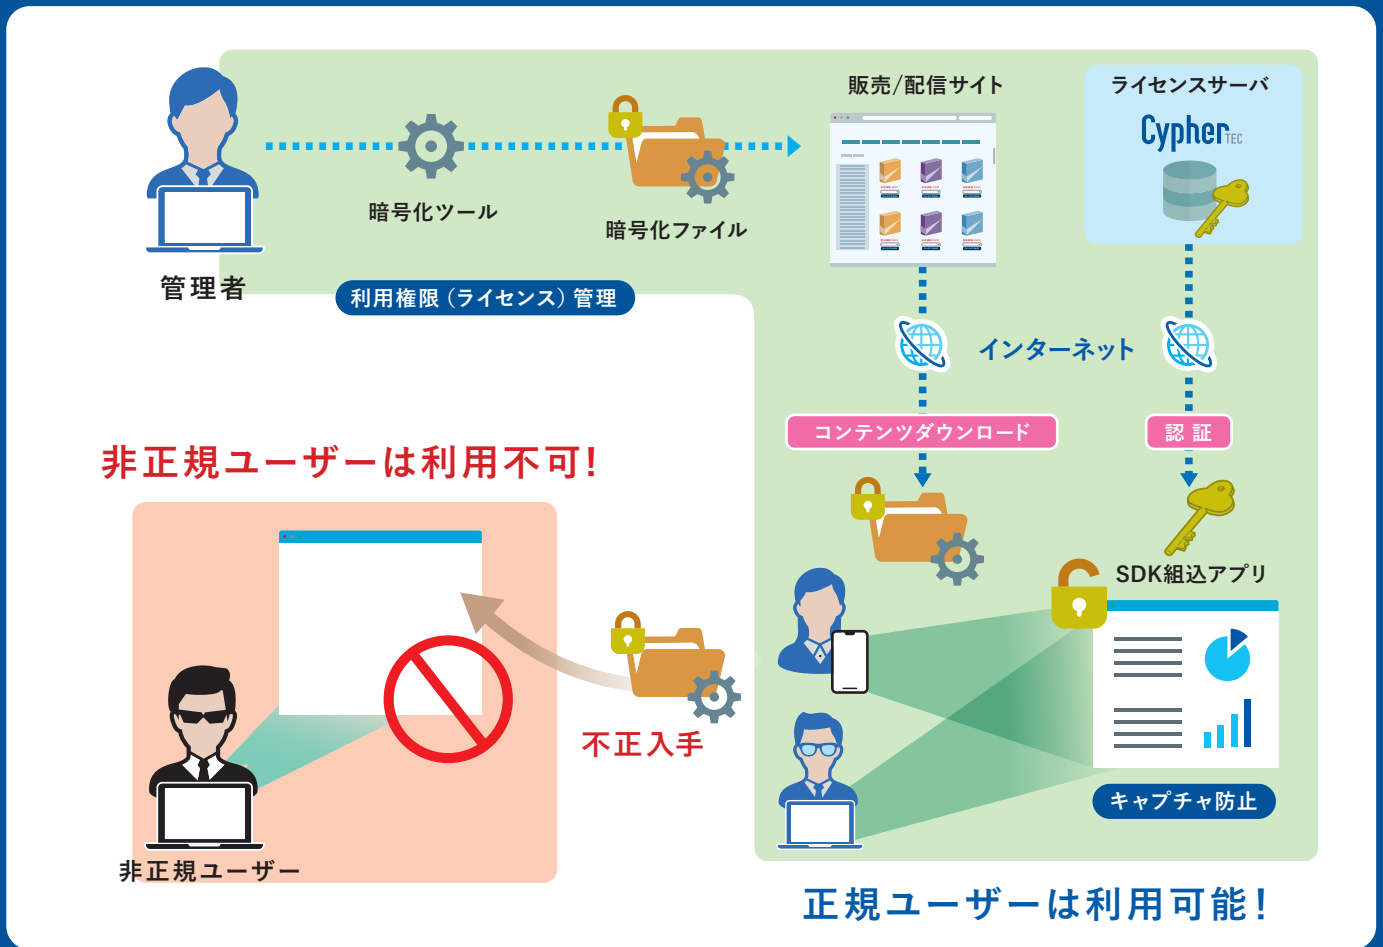 販売/配信サイト
ライセンスサーバ
CypherTEC
暗号化ツール
暗号化ファイル
管理者
利用権限（ライセンス）管理
インターネット
コンテンツダウンロード
認証
非正規ユーザーは利用不可！
SDK組込アプリ
不正入手
キャプチャ防止
非正規ユーザー
正規ユーザーは利用可能！